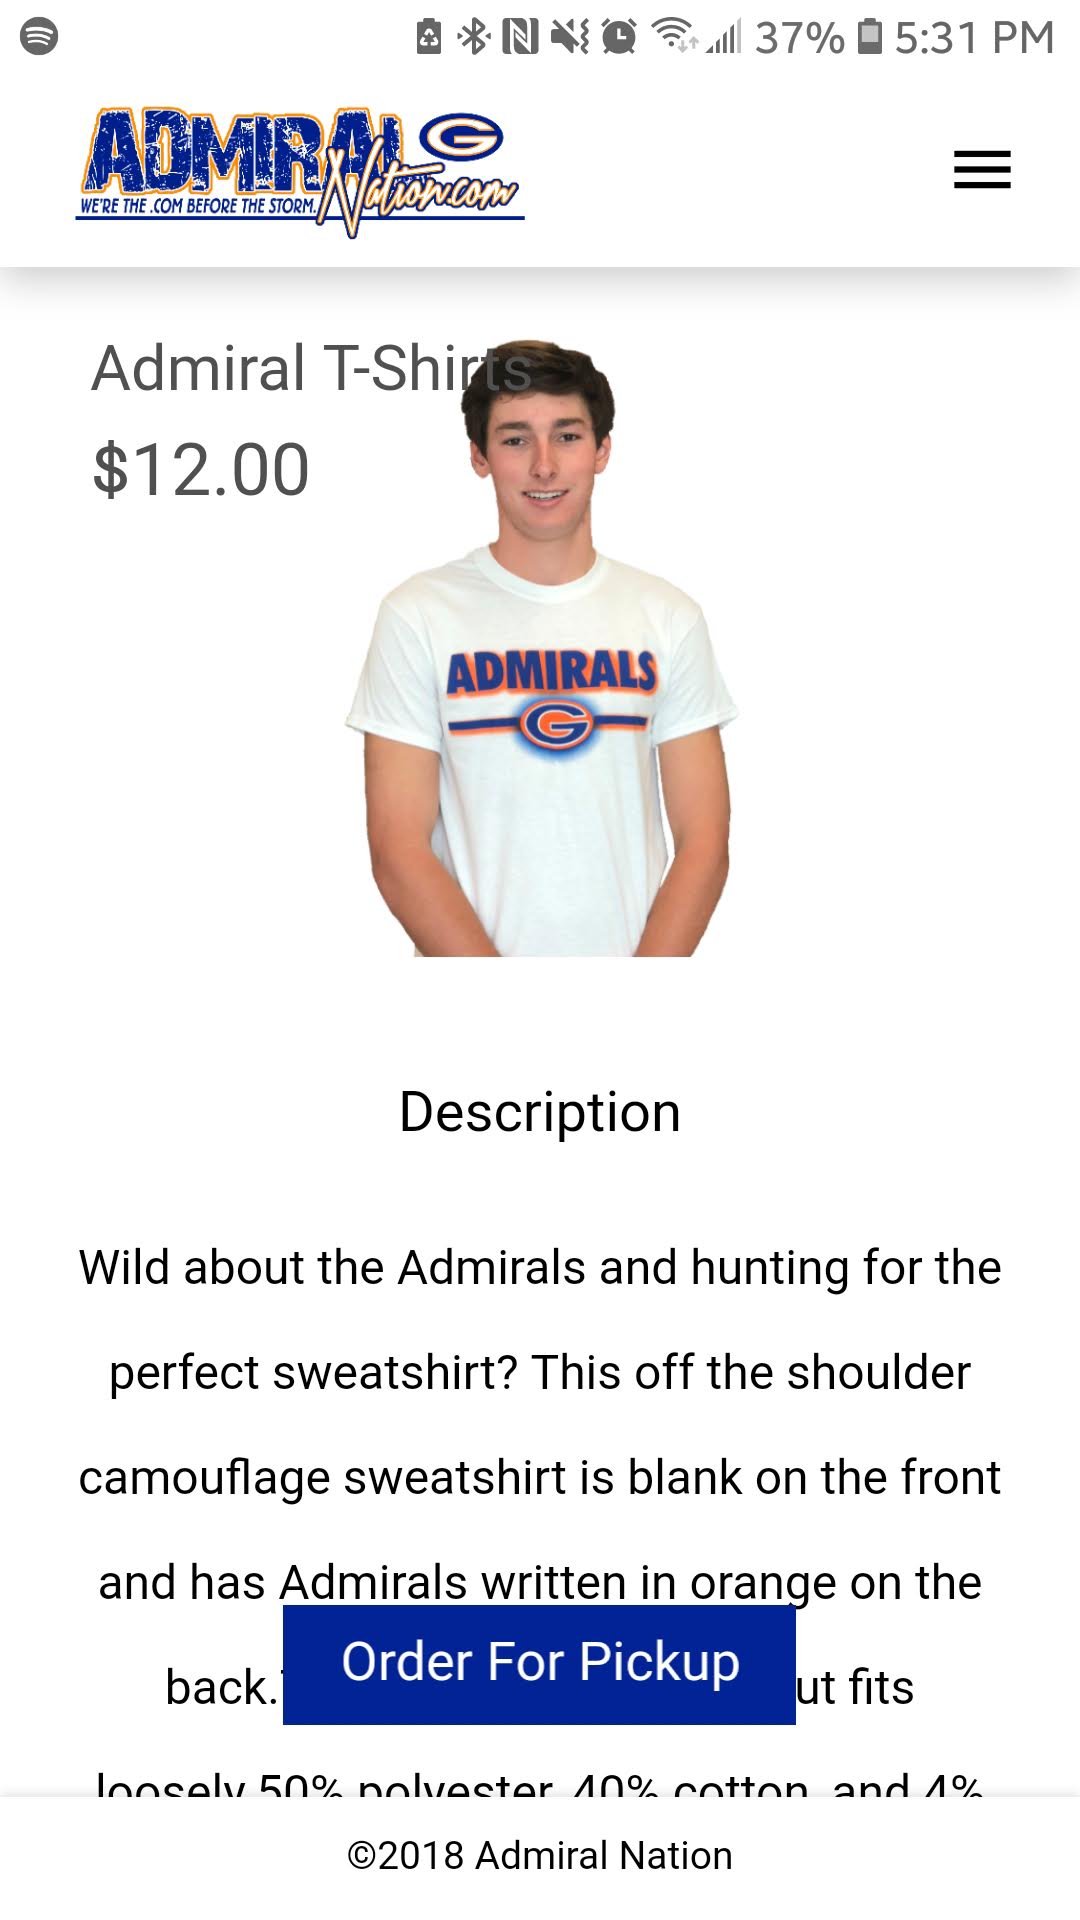 37% 5:31 PM
ADMIRAL G
Nation.com
WE'RE THE .COM BEFORE THE STORM.
Admiral T-Shirts
$12.00
ADMIRALS
G
Description
Wild about the Admirals and hunting for the
perfect sweatshirt? This off the shoulder
camouflage sweatshirt is blank on the front
and has Admirals written in orange on the
back. ut fits
Order For Pickup
loosely 50% polyester, 40% cotton, and 4%
©2018 Admiral Nation